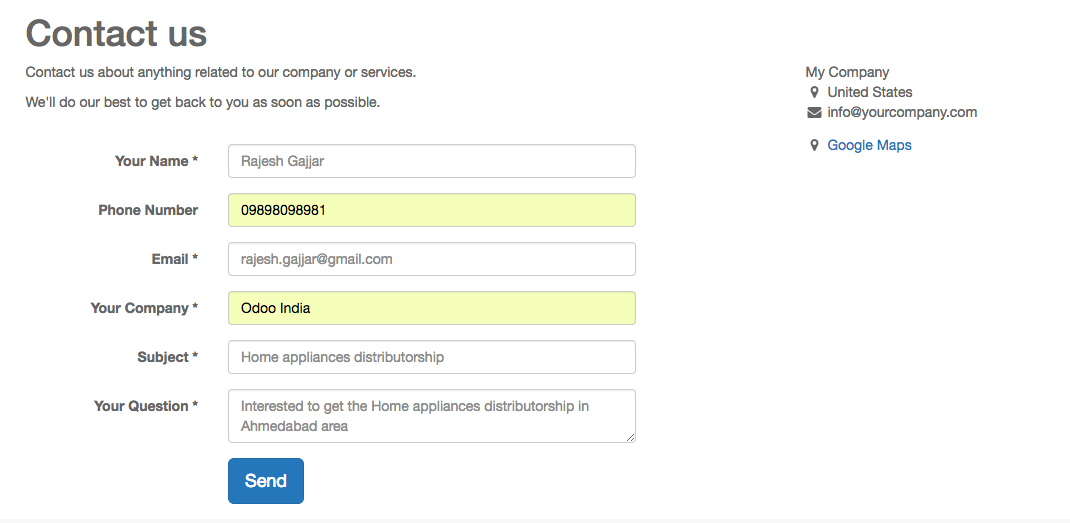 Contact us
Contact us about anything related to our company or services.
We'll do our best to get back to you as soon as possible.
My Company
United States
info@yourcompany.com
Google Maps
Your Name * Rajesh Gajjar
Phone Number 09898098981
Email * rajesh.gajjar@gmail.com
Your Company * Odoo India
Subject * Home appliances distributorship
Your Question * Interested to get the Home appliances distributorship in
Ahmedabad area
Send